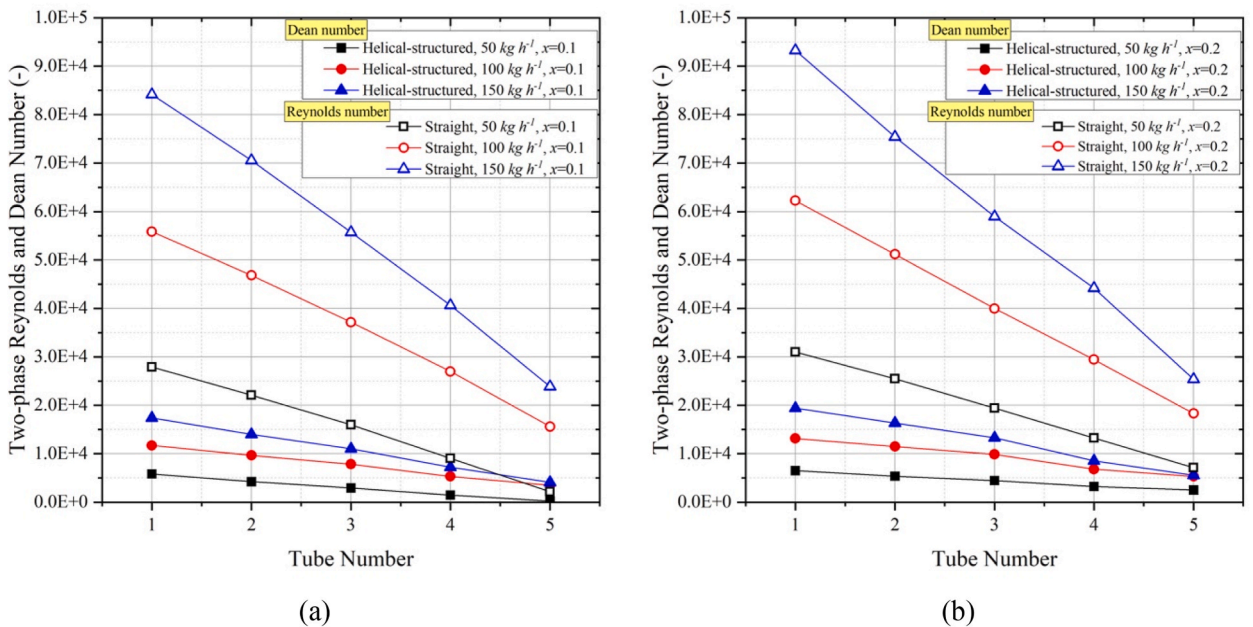 Two-phase Reynolds and Dean Number (-)
1.0E+5
9.0E+4
8.0E+4
7.0E+4
6.0E+4
5.0E+4
4.0E+4
3.0E+4
2.0E+4
1.0E+4
0.0E+0
Dean number
Helical-structured, 50 kg h⁻¹, x=0.1
Helical-structured, 100 kg h⁻¹, x=0.1
Helical-structured, 150 kg h⁻¹, x=0.1
Reynolds number
Straight, 50 kg h⁻¹, x=0.1
Straight, 100 kg h⁻¹, x=0.1
Straight, 150 kg h⁻¹, x=0.1
1 2 3 4 5
Tube Number
(a)
Two-phase Reynolds and Dean Number (-)
1.0E+5
9.0E+4
8.0E+4
7.0E+4
6.0E+4
5.0E+4
4.0E+4
3.0E+4
2.0E+4
1.0E+4
0.0E+0
Dean number
Helical-structured, 50 kg h⁻¹, x=0.2
Helical-structured, 100 kg h⁻¹, x=0.2
Helical-structured, 150 kg h⁻¹, x=0.2
Reynolds number
Straight, 50 kg h⁻¹, x=0.2
Straight, 100 kg h⁻¹, x=0.2
Straight, 150 kg h⁻¹, x=0.2
1 2 3 4 5
Tube Number
(b)